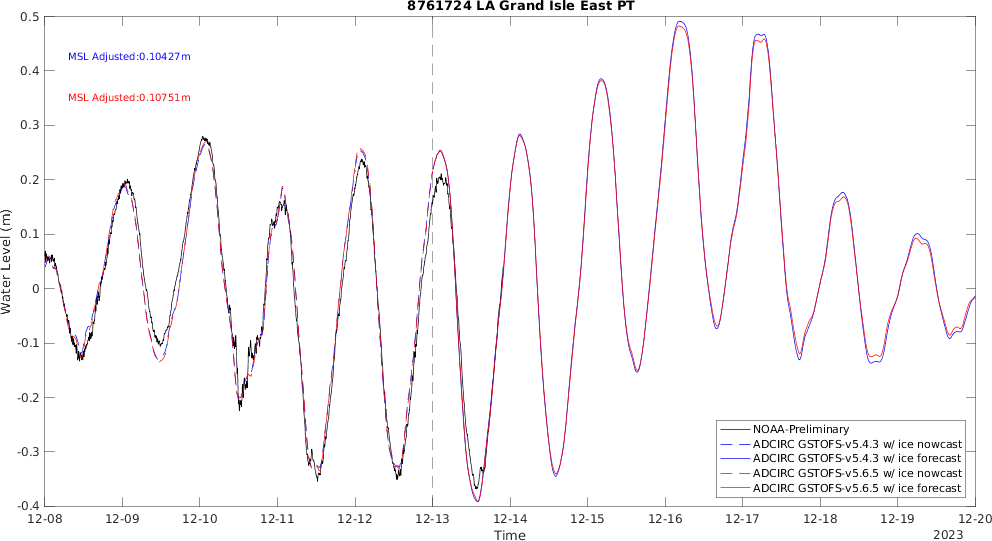 8761724 LA Grand Isle East PT
MSL Adjusted:0.10427m
MSL Adjusted:0.10751m
Water Level (m)
0.5
0.4
0.3
0.2
0.1
0
-0.1
-0.2
-0.3
-0.4
NOAA-Preliminary
ADCIRC GSTOFS-v5.4.3 w/ ice nowcast
ADCIRC GSTOFS-v5.4.3 w/ ice forecast
ADCIRC GSTOFS-v5.6.5 w/ ice nowcast
ADCIRC GSTOFS-v5.6.5 w/ ice forecast
12-08 12-09 12-10 12-11 12-12 12-13 12-14 12-15 12-16 12-17 12-18 12-19 12-20
Time
2023